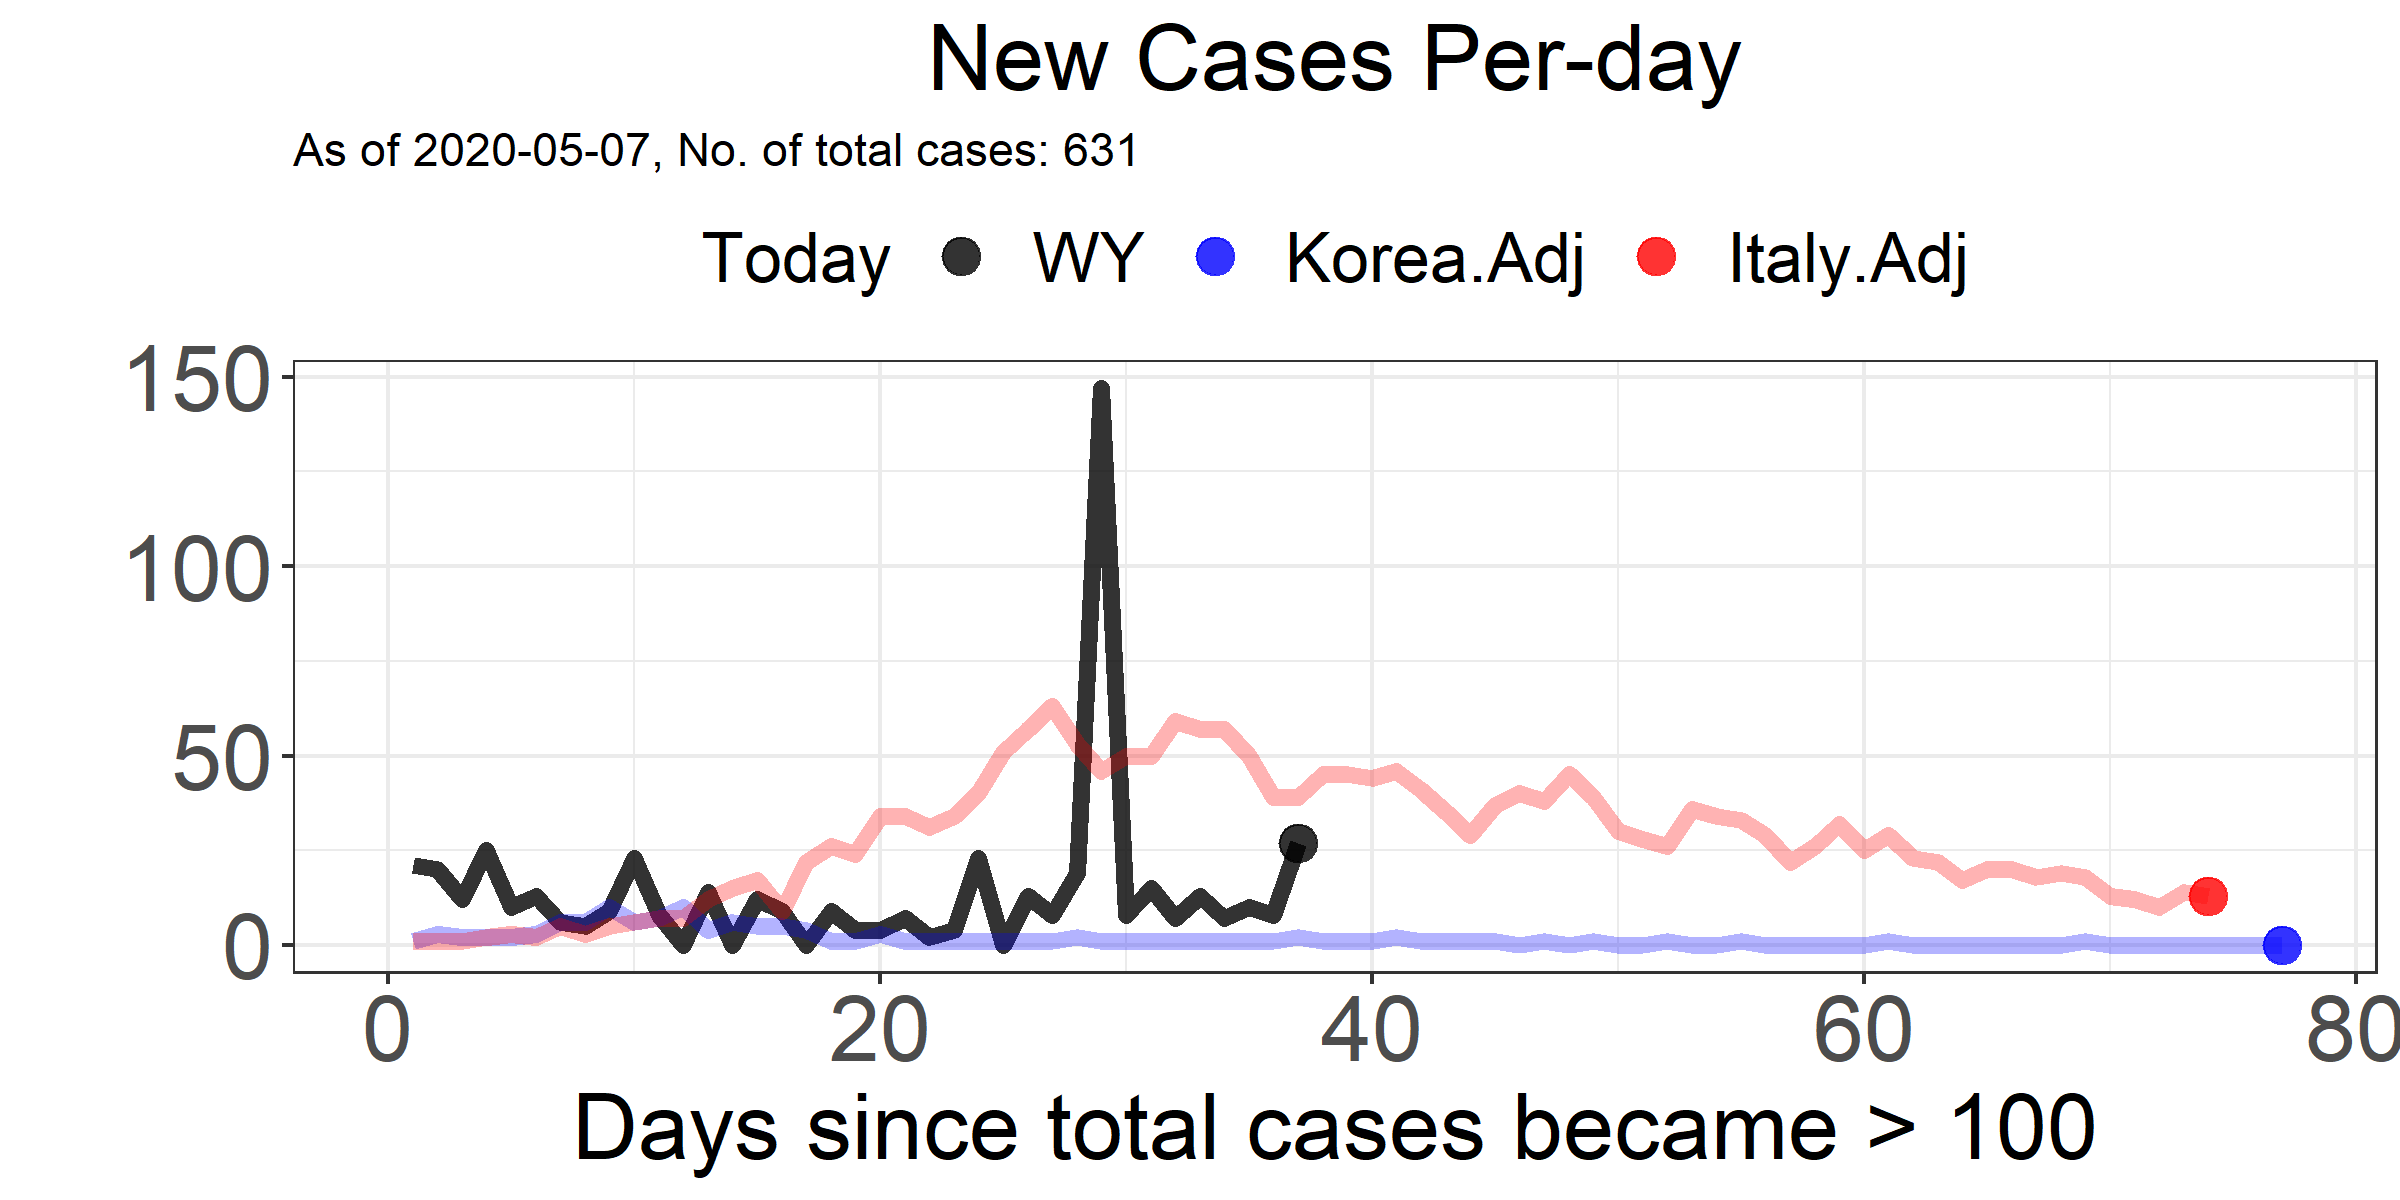 New Cases Per-day
As of 2020-05-07, No. of total cases: 631
Today WY Korea.Adj Italy.Adj
150
100
50
0
0 20 40 60 80
Days since total cases became > 100